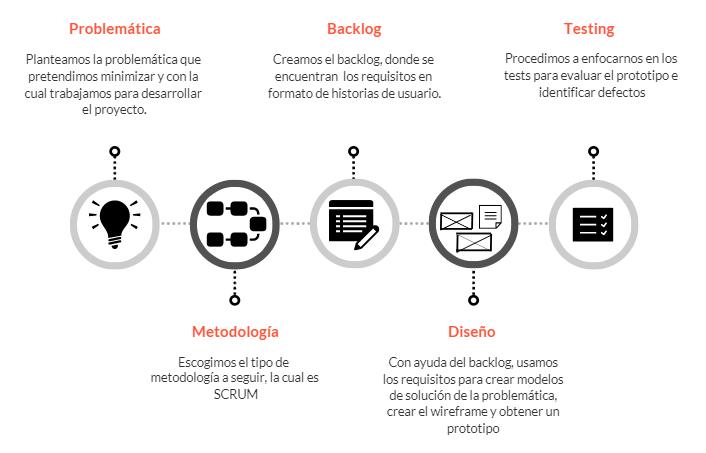 Problemática
Planteamos la problemática que
pretendimos minimizar y con la
cual trabajamos para desarrollar
el proyecto.
Backlog
Creamos el backlog, donde se
encuentran los requisitos en
formato de historias de usuario.
Testing
Procedimos a enfocarnos en los
tests para evaluar el prototipo e
identificar defectos
Metodología
Escogimos el tipo de
metodología a seguir, la cual es
SCRUM
Diseño
Con ayuda del backlog, usamos
los requisitos para crear modelos
de solución de la problemática,
crear el wireframe y obtener un
prototipo